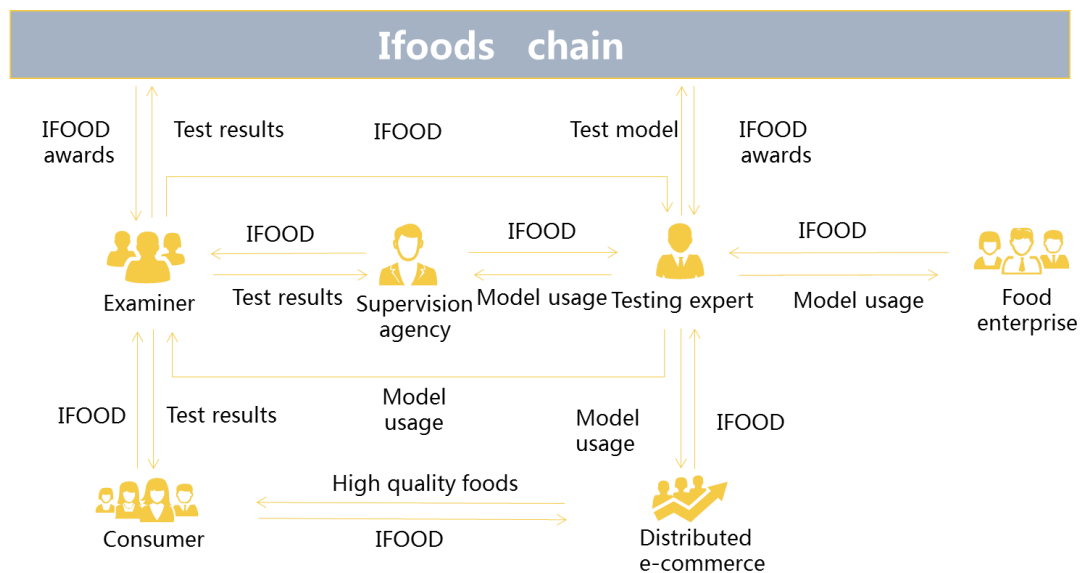 Ifoods chain
IFOOD
awards
Test results
IFOOD
Test model
IFOOD
awards
IFOOD
IFOOD
IFOOD
Examiner
Test results
Supervision
agency
Model usage
Testing expert
Model usage
Food
enterprise
IFOOD
Test results
Model
usage
Model
usage
IFOOD
High quality foods
Consumer
IFOOD
Distributed
e-commerce